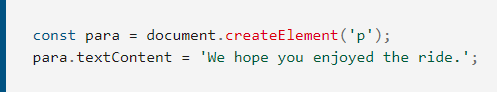 const para = document.createElement('p');
para.textContent = 'We hope you enjoyed the ride.';